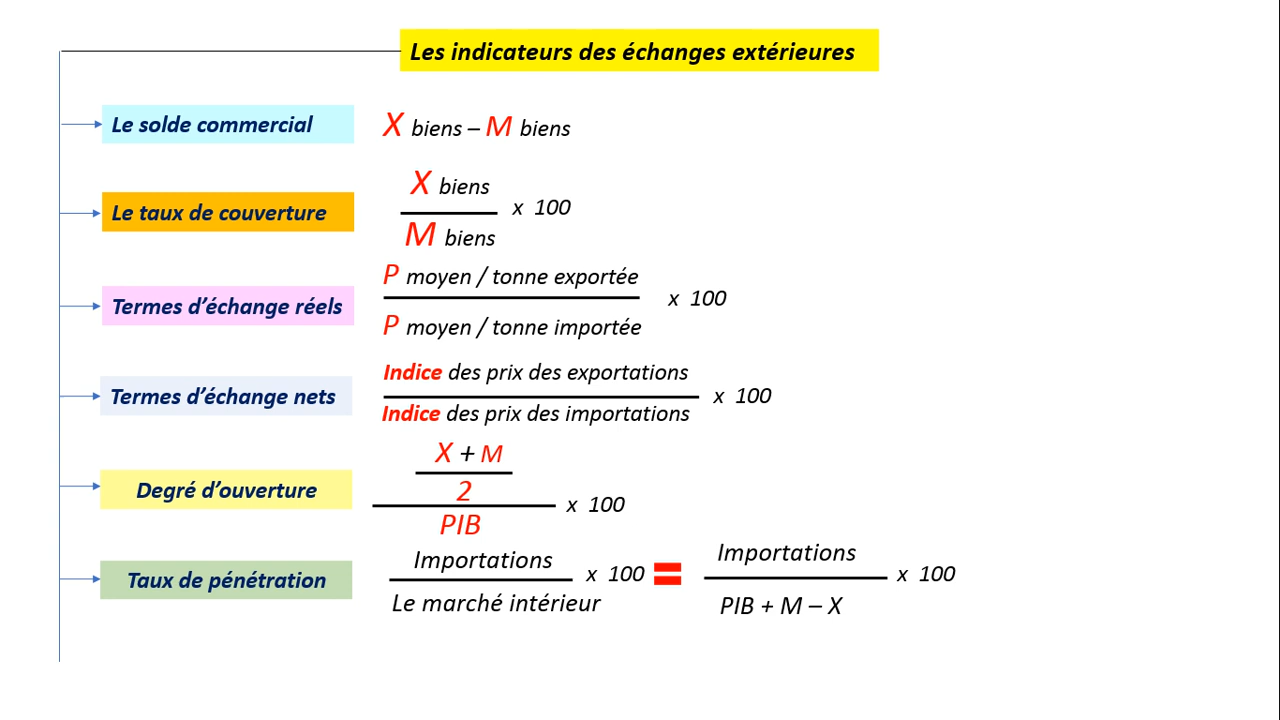 Les indicateurs des échanges extérieures
Le solde commercial
X biens – M biens
Le taux de couverture
X biens
M biens
x 100
Termes d'échange réels
P moyen / tonne exportée
P moyen / tonne importée
x 100
Termes d'échange nets
Indice des prix des exportations
Indice des prix des importations
x 100
Degré d'ouverture
X + M
2
PIB
x 100
Taux de pénétration
Importations
Le marché intérieur
x 100
=
Importations
PIB + M – X
x 100